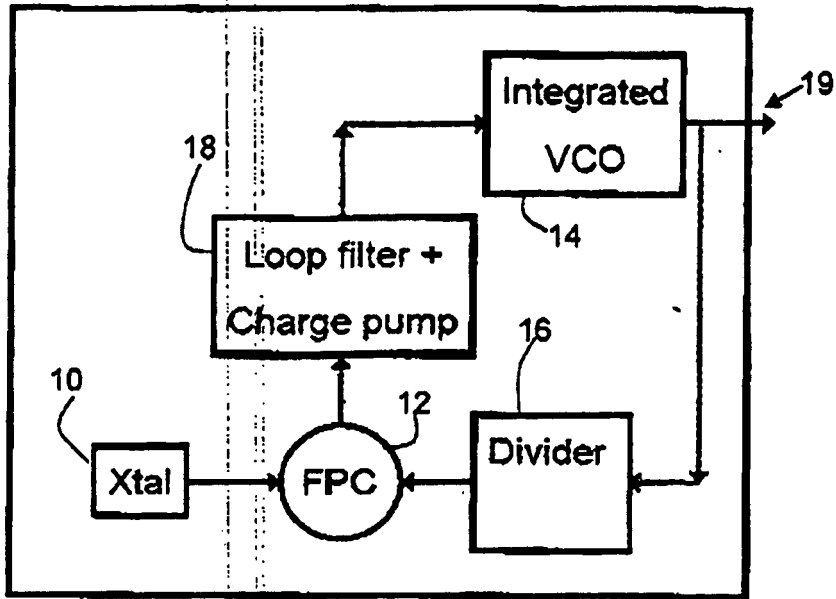 19
Integrated
VCO
14
18
Loop filter +
Charge pump
16
10
12
Xtal
FPC
Divider